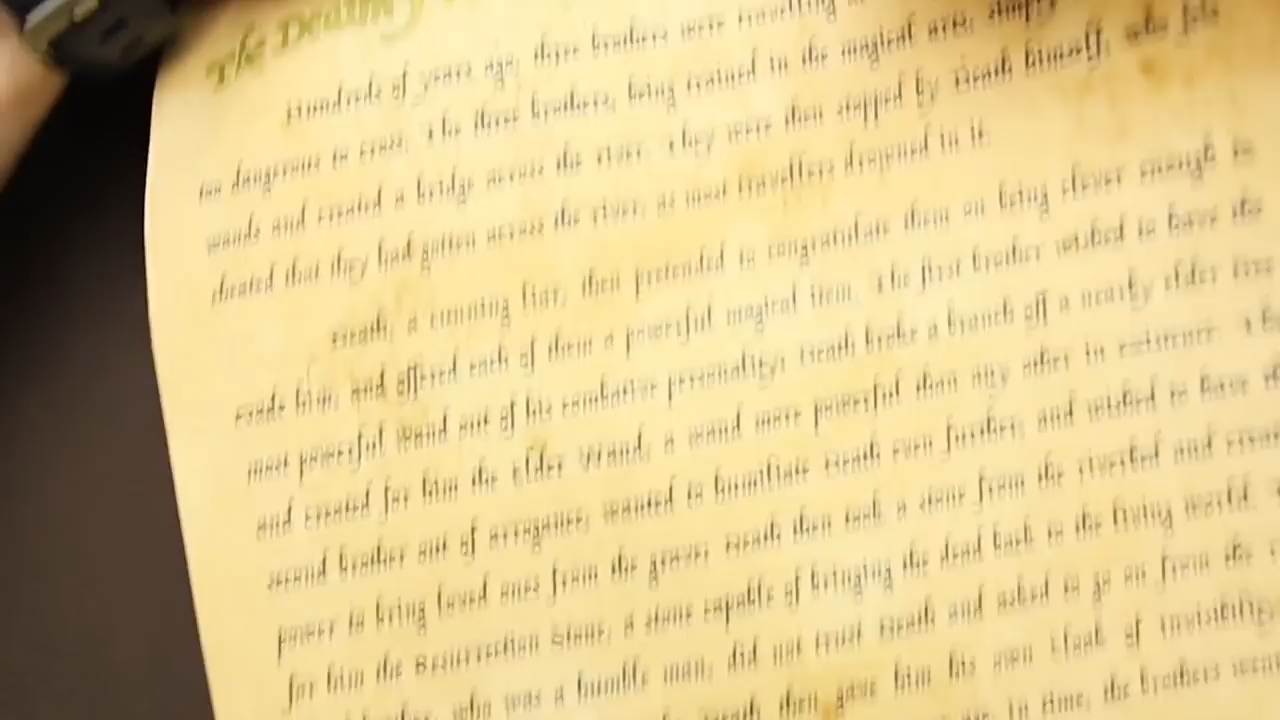 The Deathly
Hundreds of years ago, three brothers were travelling
too dangerous to cross. The three brothers, being trained in the magical arts, simply
wands and created a bridge across the river. They were then stopped by Death himself, who felt
cheated that they had gotten across the river, as most travellers drowned in it.
Death, a cunning liar, then pretended to congratulate them on being clever enough to
evade him, and offered each of them a powerful magical item. The first brother wished to have the
most powerful wand out of his combative personality; Death broke a branch off a nearby elder tree
and created for him the Elder Wand, a wand more powerful than any other in existence. The
second brother out of arrogance, wanted to humiliate Death even further, and wished to have the
power to bring loved ones from the grave; Death then took a stone from the riverbed and created
for him the Resurrection Stone, a stone capable of bringing the dead back to the living world.
who was a humble man, did not trust Death and asked to go on from the
Death then gave him his own Cloak of Invisibility
In time, the brothers went